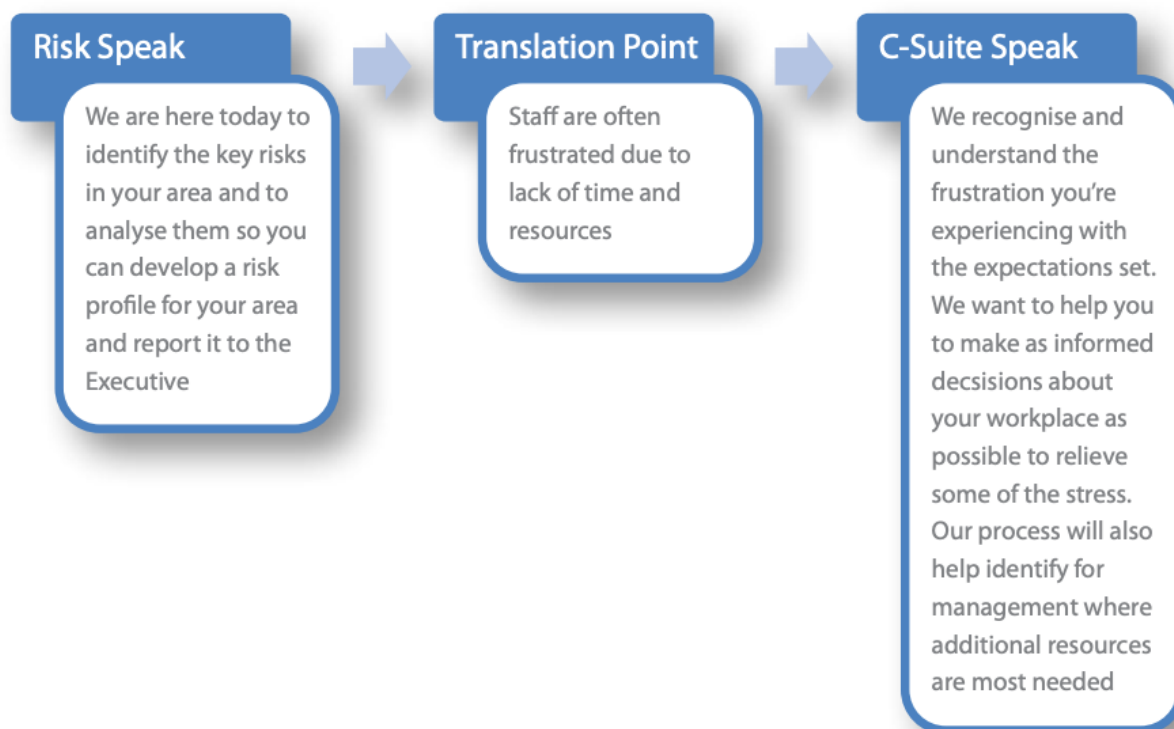 Risk Speak
We are here today to
identify the key risks
in your area and to
analyse them so you
can develop a risk
profile for your area
and report it to the
Executive
Translation Point
Staff are often
frustrated due to
lack of time and
resources
C-Suite Speak
We recognise and
understand the
frustration you’re
experiencing with
the expectations set.
We want to help you
to make as informed
decsisions about
your workplace as
possible to relieve
some of the stress.
Our process will also
help identify for
management where
additional resources
are most needed